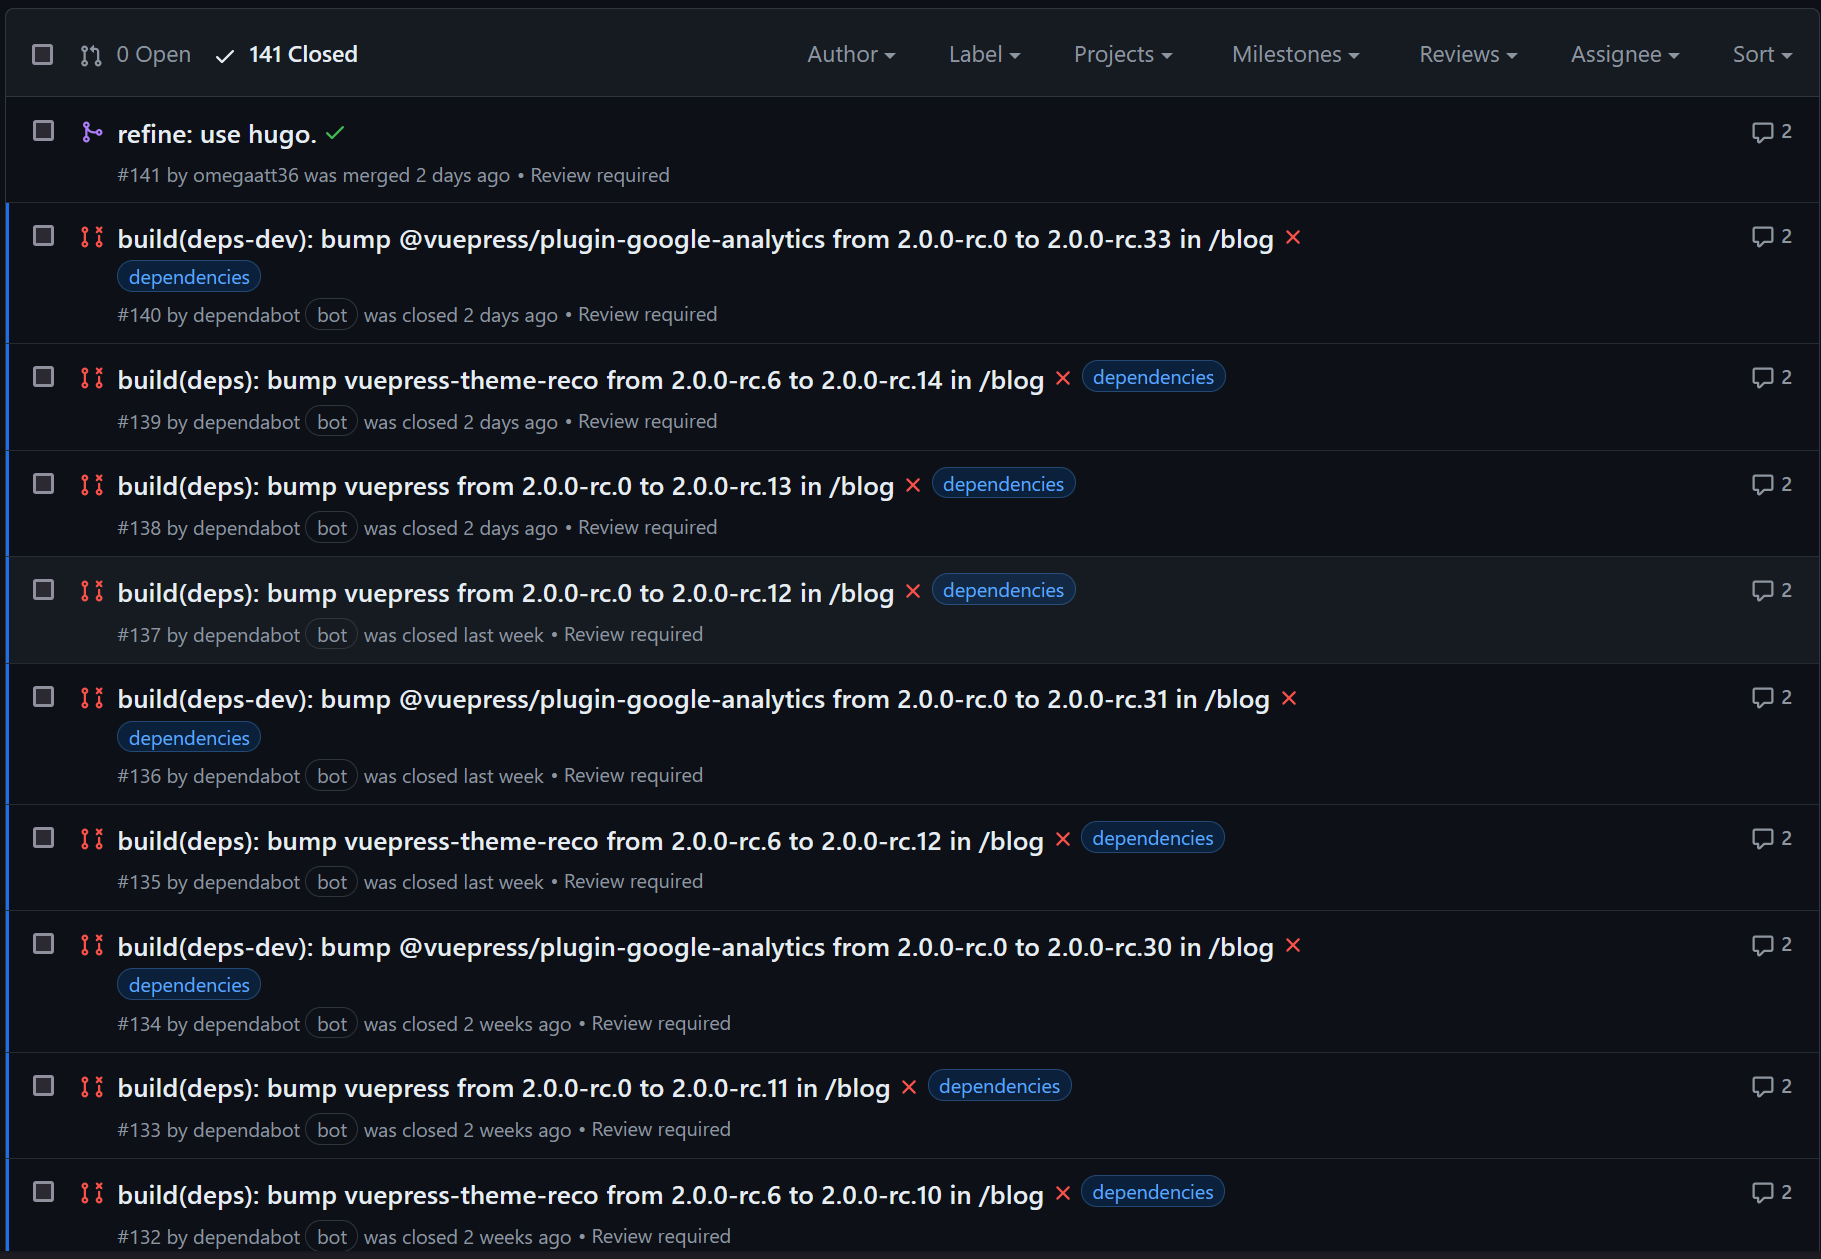 0 Open 141 Closed Author Label Projects Milestones Reviews Assignee Sort
refine: use hugo. 2
#141 by omegaatt36 was merged 2 days ago • Review required
build(deps-dev): bump @vuepress/plugin-google-analytics from 2.0.0-rc.0 to 2.0.0-rc.33 in /blog 2
dependencies
#140 by dependabot bot was closed 2 days ago • Review required
build(deps): bump vuepress-theme-reco from 2.0.0-rc.6 to 2.0.0-rc.14 in /blog dependencies 2
#139 by dependabot bot was closed 2 days ago • Review required
build(deps): bump vuepress from 2.0.0-rc.0 to 2.0.0-rc.13 in /blog dependencies 2
#138 by dependabot bot was closed 2 days ago • Review required
build(deps): bump vuepress from 2.0.0-rc.0 to 2.0.0-rc.12 in /blog dependencies 2
#137 by dependabot bot was closed last week • Review required
build(deps-dev): bump @vuepress/plugin-google-analytics from 2.0.0-rc.0 to 2.0.0-rc.31 in /blog 2
dependencies
#136 by dependabot bot was closed last week • Review required
build(deps): bump vuepress-theme-reco from 2.0.0-rc.6 to 2.0.0-rc.12 in /blog dependencies 2
#135 by dependabot bot was closed last week • Review required
build(deps-dev): bump @vuepress/plugin-google-analytics from 2.0.0-rc.0 to 2.0.0-rc.30 in /blog 2
dependencies
#134 by dependabot bot was closed 2 weeks ago • Review required
build(deps): bump vuepress from 2.0.0-rc.0 to 2.0.0-rc.11 in /blog dependencies 2
#133 by dependabot bot was closed 2 weeks ago • Review required
build(deps): bump vuepress-theme-reco from 2.0.0-rc.6 to 2.0.0-rc.10 in /blog dependencies 2
#132 by dependabot bot was closed 2 weeks ago • Review required